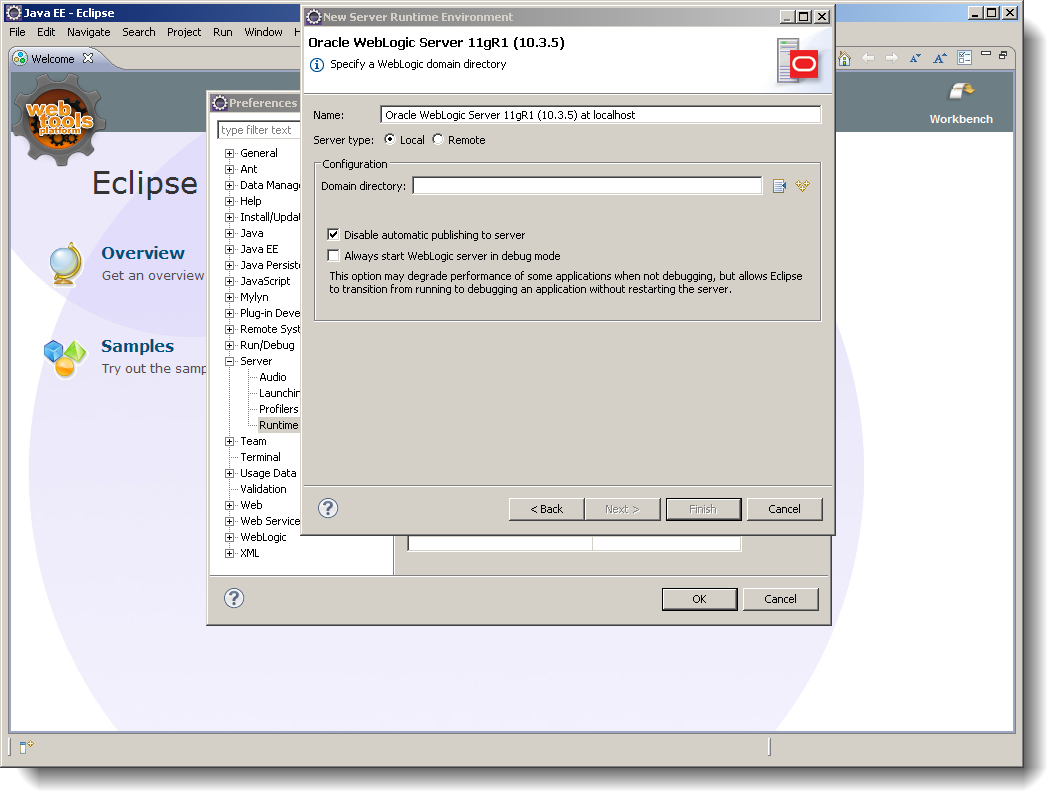 Java EE - Eclipse
File Edit Navigate Search Project Run Window
Welcome
web
tools
platform
Eclipse
Overview
Get an overview
Samples
Try out the samp
Workbench
Preferences
type filter text
General
Ant
Data Manag
Help
Install/Updat
Java
Java EE
Java Persiste
JavaScript
Mylyn
Plug-in Deve
Remote Syst
Run/Debug
Server
Audio
Launchin
Profilers
Runtime
Team
Terminal
Usage Data
Validation
Web
Web Service
WebLogic
XML
OK Cancel
New Server Runtime Environment
Oracle WebLogic Server 11gR1 (10.3.5)
Specify a WebLogic domain directory
Name: Oracle WebLogic Server 11gR1 (10.3.5) at localhost
Server type: Local Remote
Configuration
Domain directory:
Disable automatic publishing to server
Always start WebLogic server in debug mode
This option may degrade performance of some applications when not debugging, but allows Eclipse
to transition from running to debugging an application without restarting the server.
< Back Next > Finish Cancel